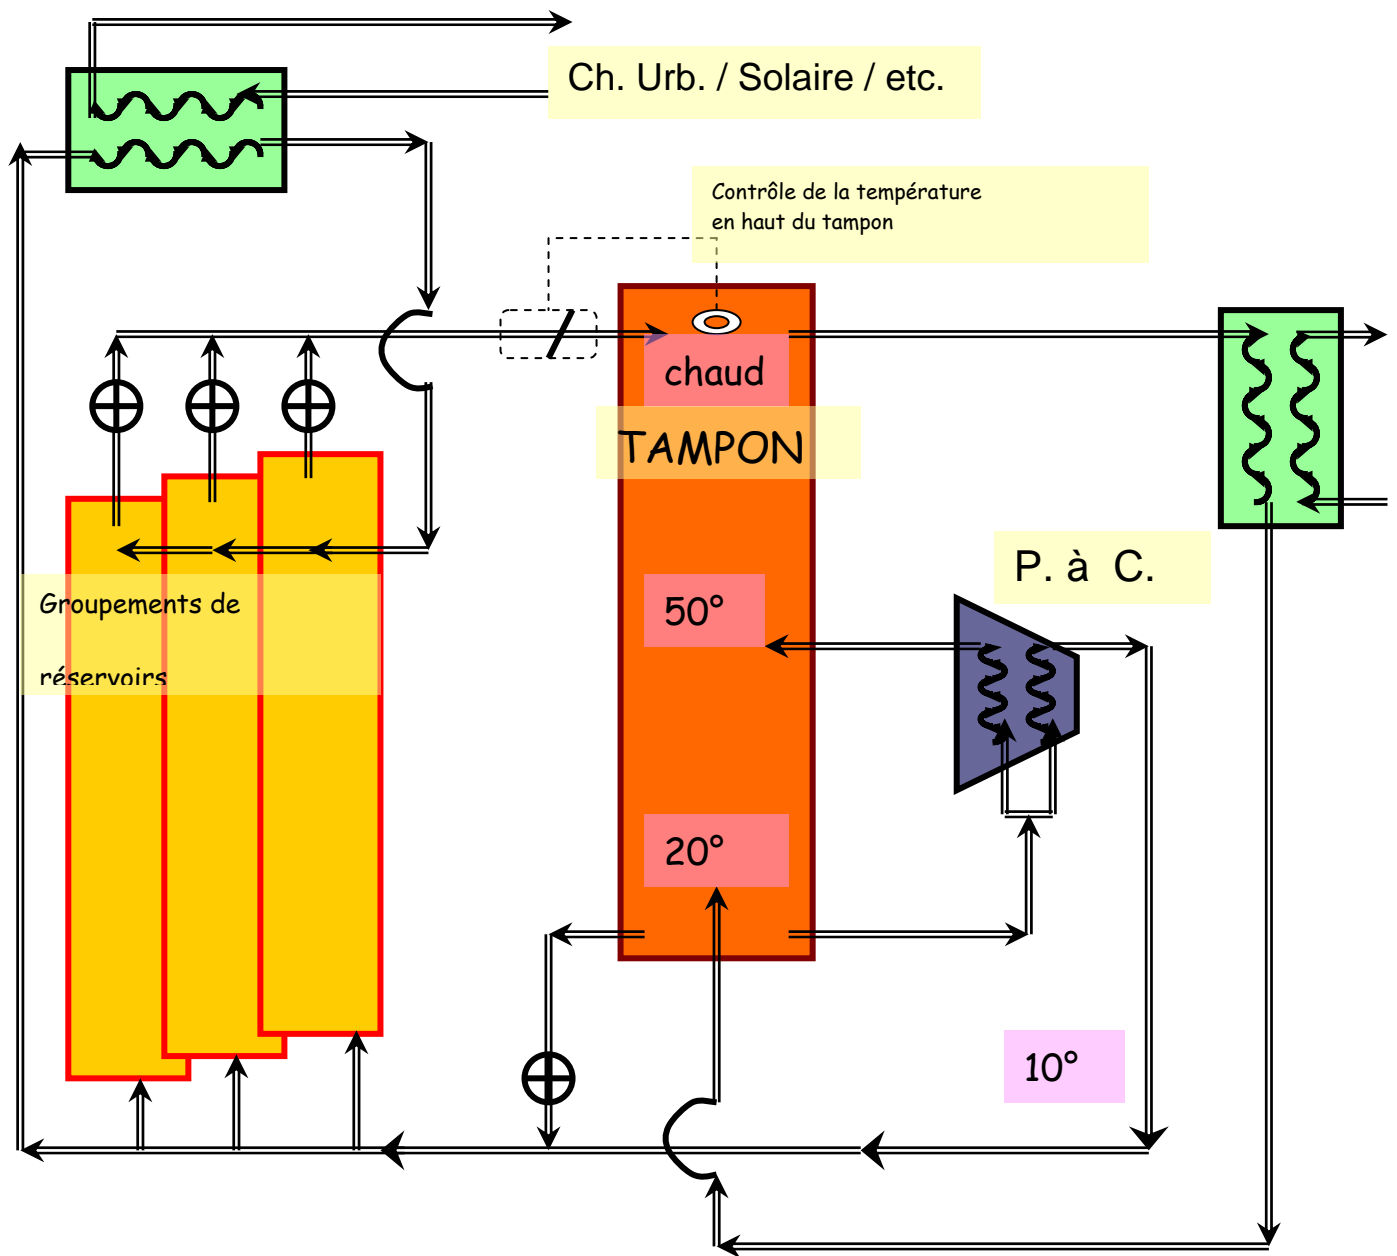 Ch. Urb. / Solaire / etc.
Contrôle de la température
en haut du tampon
chaud
TAMPON
P. à C.
Groupements de
réservoirs
50°
20°
10°